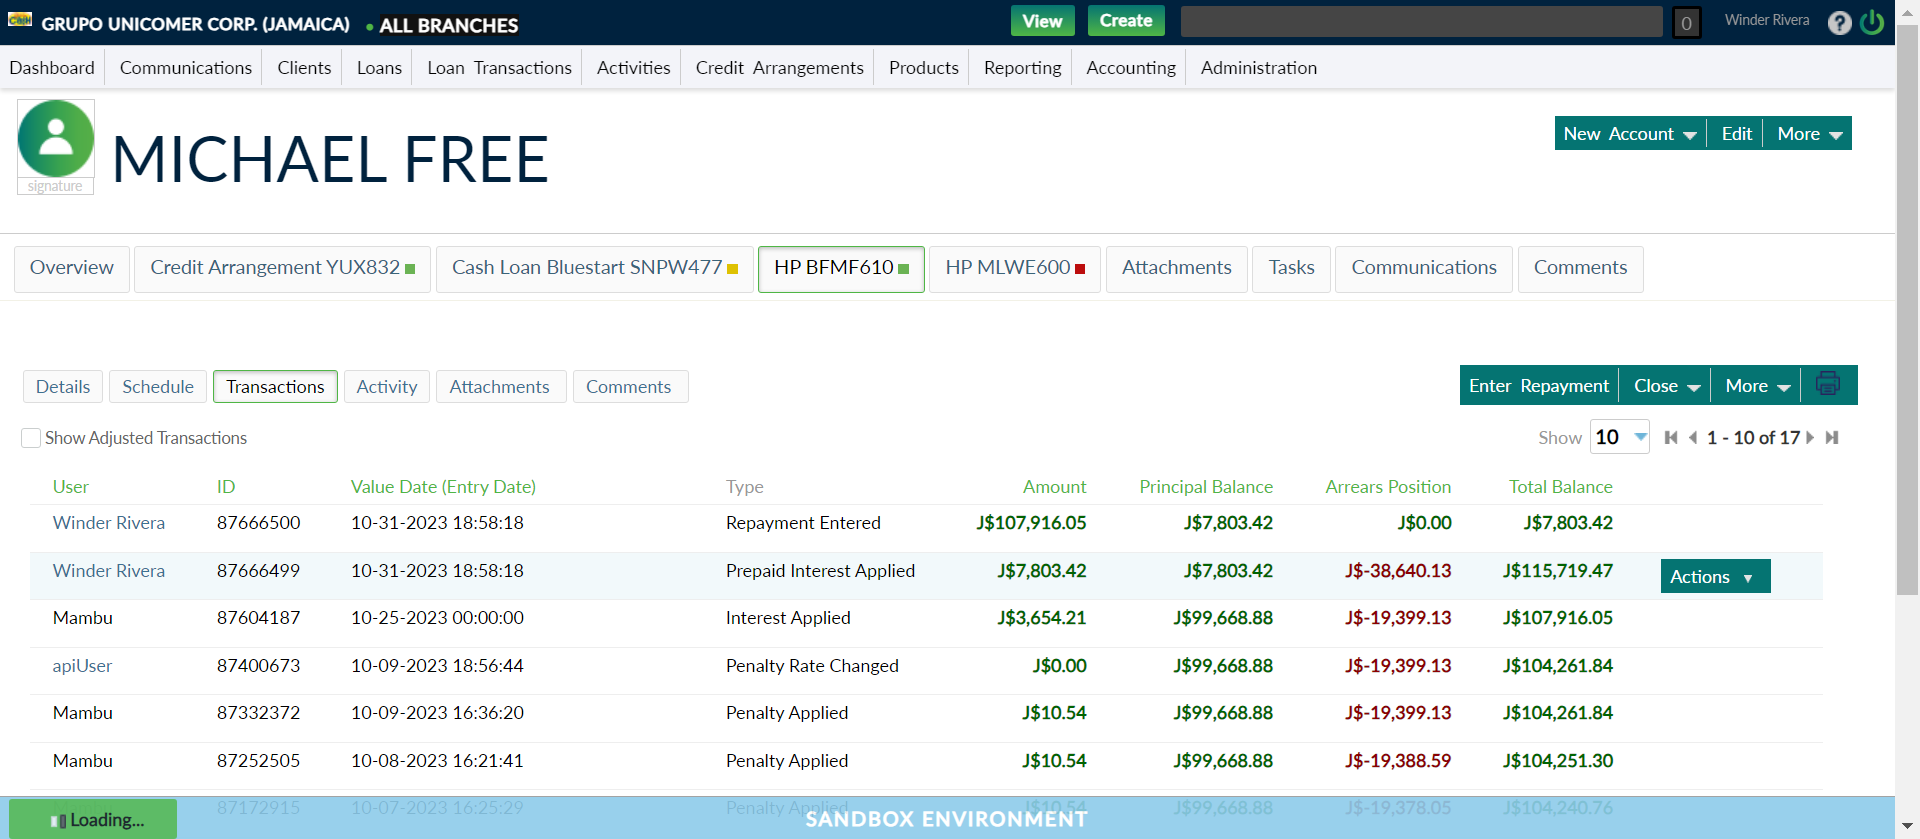 GRUPO UNICOMER CORP. (JAMAICA) • ALL BRANCHES View Create 0 Winder Rivera ?
Dashboard Communications Clients Loans Loan Transactions Activities Credit Arrangements Products Reporting Accounting Administration
MICHAEL FREE
signature
New Account Edit More
Overview Credit Arrangement YUX832 Cash Loan Bluestart SNPW477 HP BFMF610 HP MLWE600 Attachments Tasks Communications Comments
Details Schedule Transactions Activity Attachments Comments
Enter Repayment Close More
Show Adjusted Transactions
Show 10 1 - 10 of 17
User ID Value Date (Entry Date) Type Amount Principal Balance Arrears Position Total Balance
Winder Rivera 87666500 10-31-2023 18:58:18 Repayment Entered J$107,916.05 J$7,803.42 J$0.00 J$7,803.42
Winder Rivera 87666499 10-31-2023 18:58:18 Prepaid Interest Applied J$7,803.42 J$7,803.42 J$-38,640.13 J$115,719.47 Actions
Mambu 87604187 10-25-2023 00:00:00 Interest Applied J$3,654.21 J$99,668.88 J$-19,399.13 J$107,916.05
apiUser 87400673 10-09-2023 18:56:44 Penalty Rate Changed J$0.00 J$99,668.88 J$-19,399.13 J$104,261.84
Mambu 87332372 10-09-2023 16:36:20 Penalty Applied J$10.54 J$99,668.88 J$-19,399.13 J$104,261.84
Mambu 87252505 10-08-2023 16:21:41 Penalty Applied J$10.54 J$99,668.88 J$-19,388.59 J$104,251.30
87172915 10-07-2023 16:25:29 Penalty Applied J$10.54 J$99,668.88 J$-19,378.05 J$104,240.76
Loading... SANDBOX ENVIRONMENT